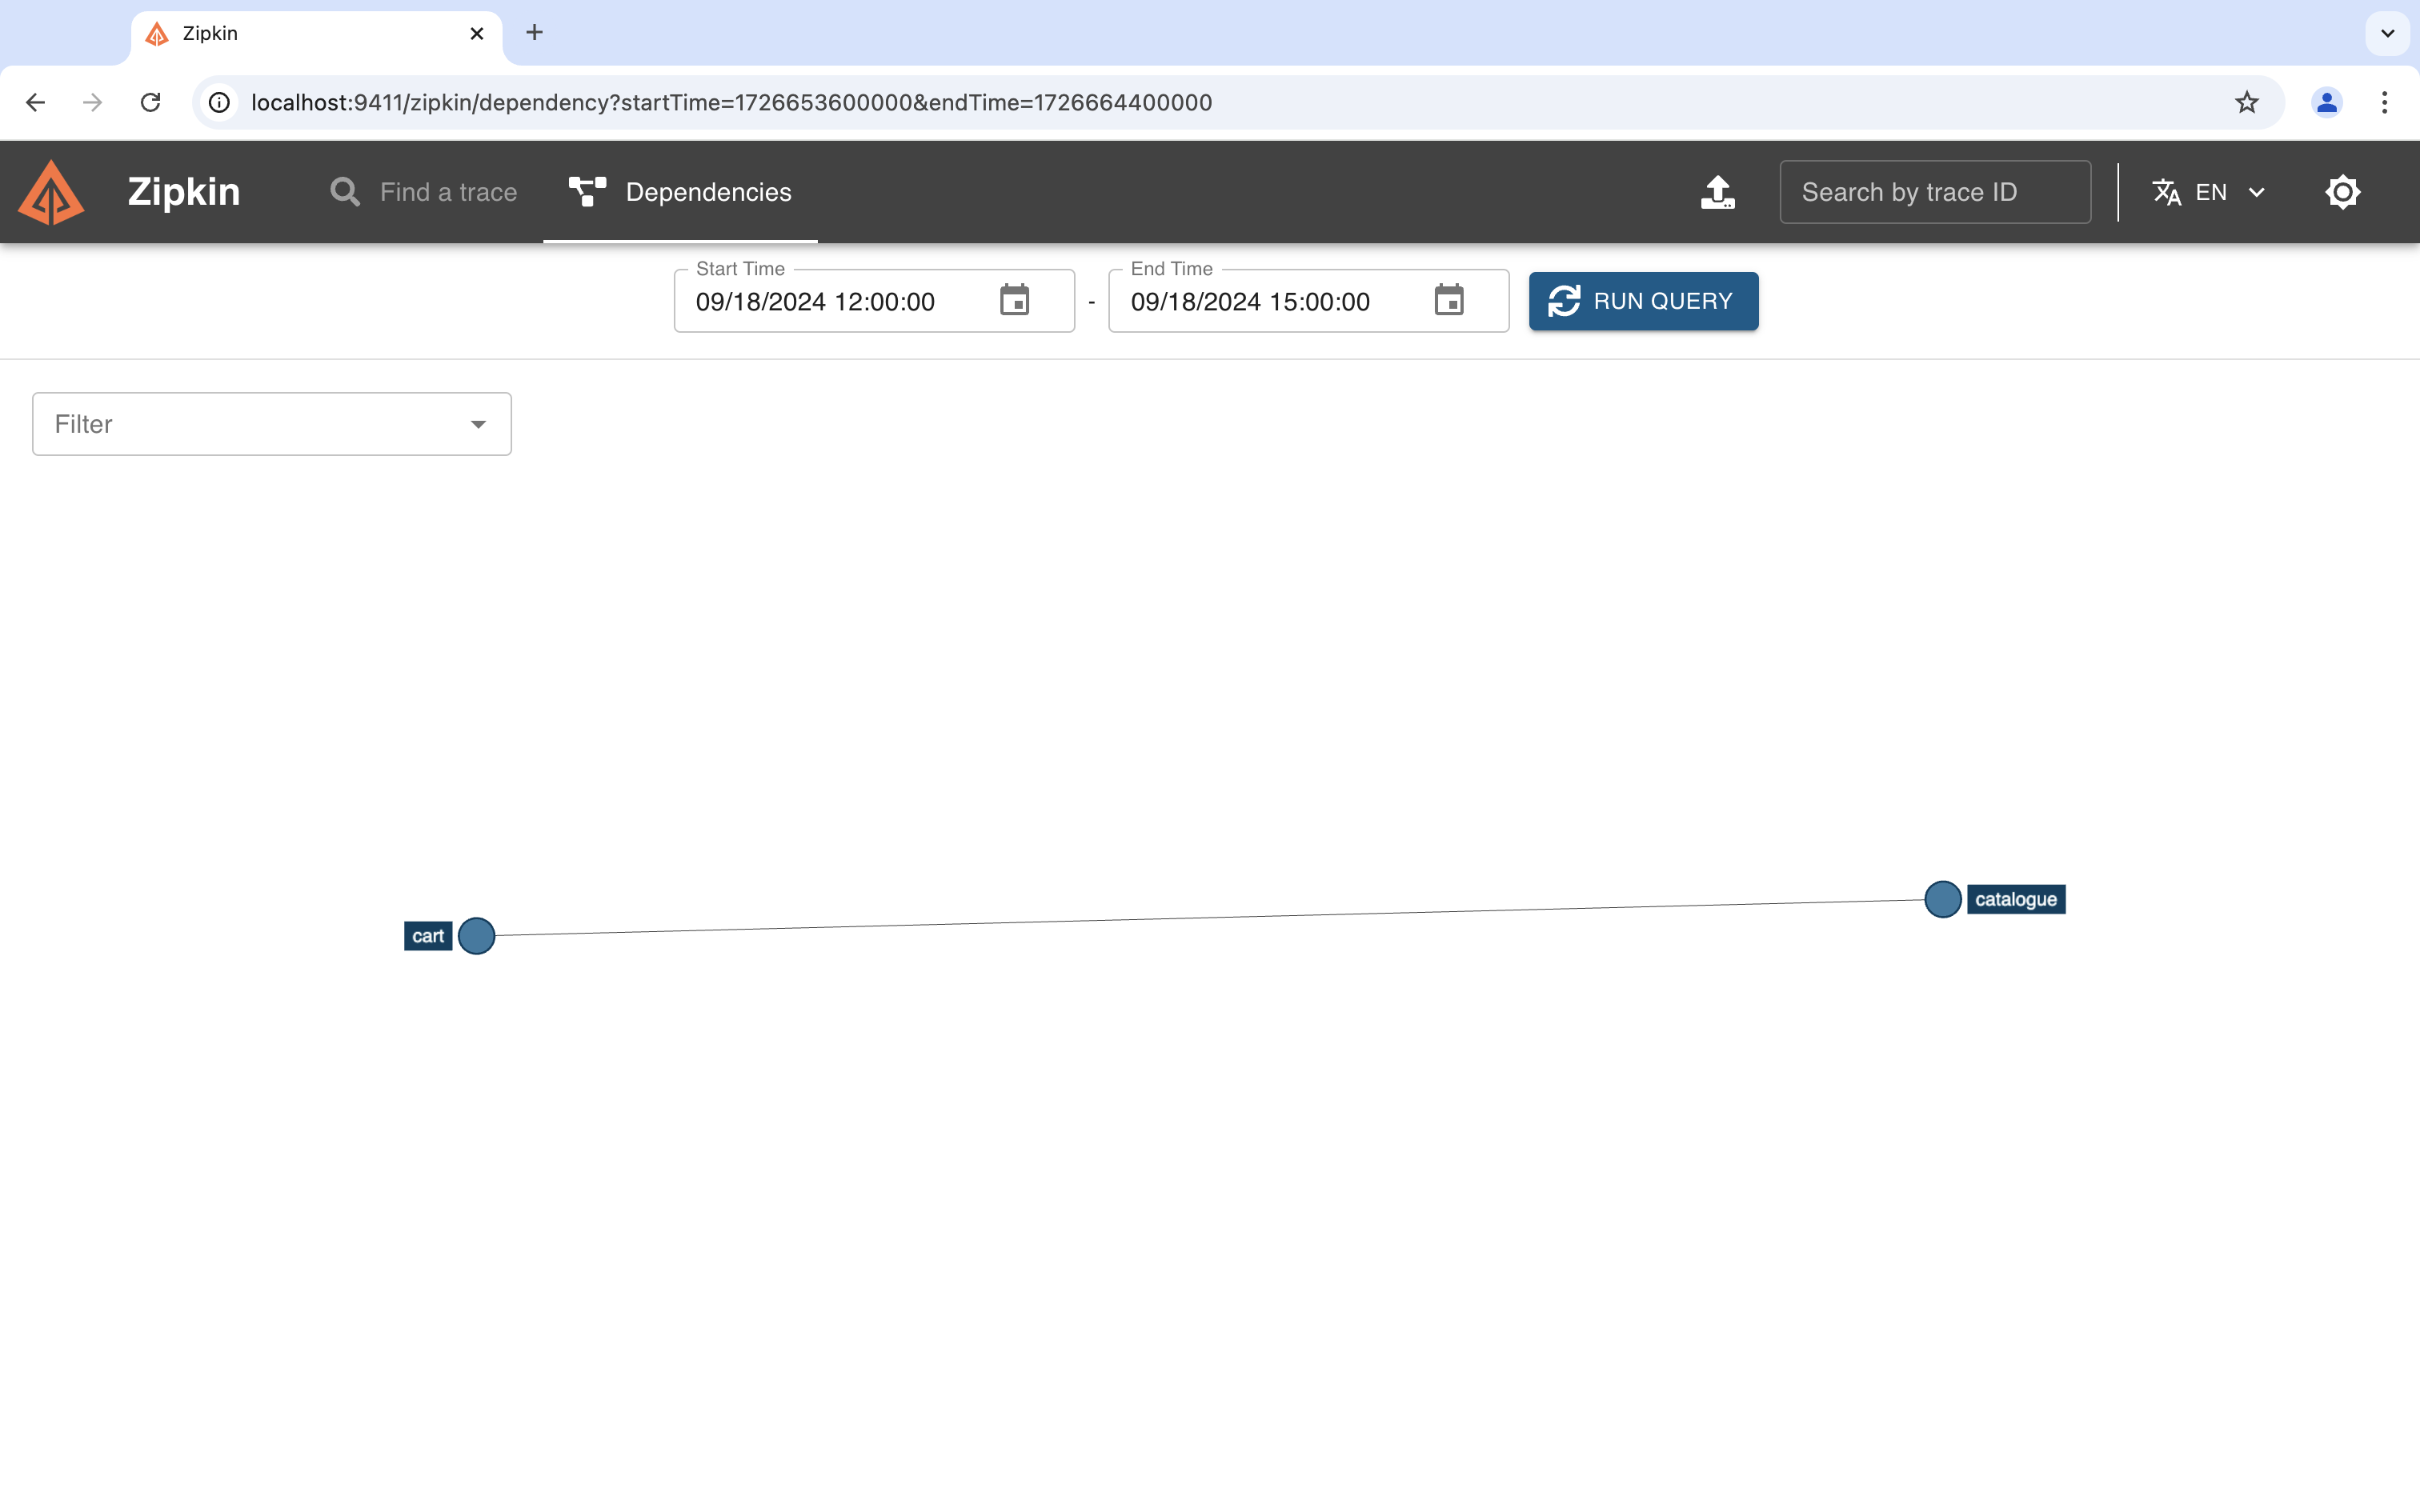 Zipkin
localhost:9411/zipkin/dependency?startTime=1726653600000&endTime=1726664400000
Zipkin
Find a trace
Dependencies
Search by trace ID
EN
Start Time
09/18/2024 12:00:00
-
End Time
09/18/2024 15:00:00
RUN QUERY
Filter
catalogue
cart